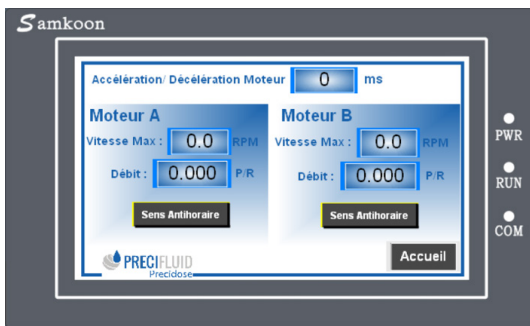 Samkoon
Accélération/ Décélération Moteur 0 ms
Moteur A
Vitesse Max : 0.0 RPM
Débit : 0.000 P/R
Sens Antihoraire
Moteur B
Vitesse Max : 0.0 RPM
Débit : 0.000 P/R
Sens Antihoraire
PRECIFLUID
Precidose
Accueil
PWR
RUN
COM